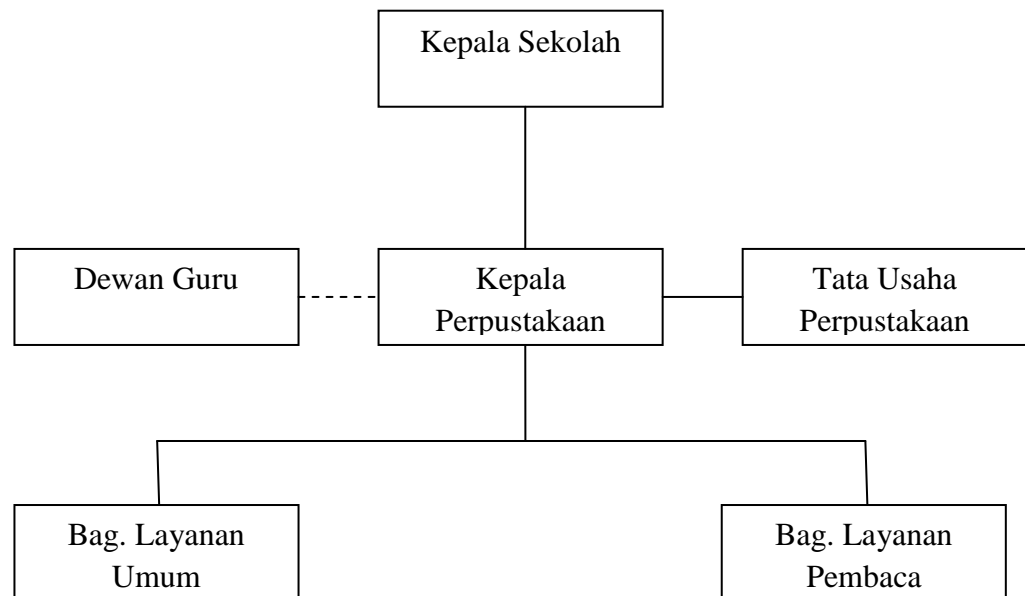 Kepala Sekolah
Dewan Guru
Kepala
Perpustakaan
Tata Usaha
Perpustakaan
Bag. Layanan
Umum
Bag. Layanan
Pembaca